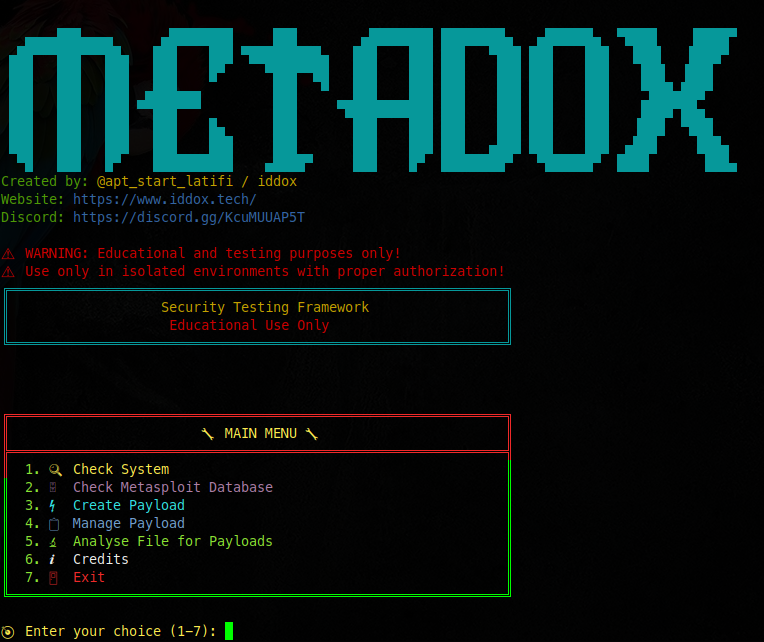 METADOX
Created by: @apt_start_latifi / iddox
Website: https://www.iddox.tech/
Discord: https://discord.gg/KcuMUUAP5T
⚠ WARNING: Educational and testing purposes only!
⚠ Use only in isolated environments with proper authorization!
Security Testing Framework
Educational Use Only
MAIN MENU
1. Check System
2. Check Metasploit Database
3. Create Payload
4. Manage Payload
5. Analyse File for Payloads
6. Credits
7. Exit
Enter your choice (1-7):